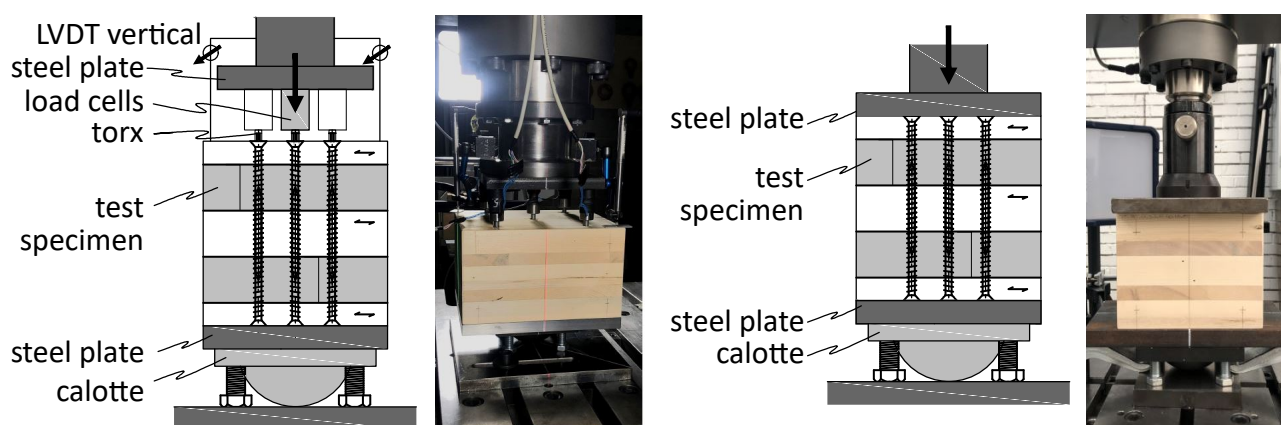 LVDT vertical
steel plate
load cells
torx
test
specimen
steel plate
calotte
steel plate
test
specimen
steel plate
calotte